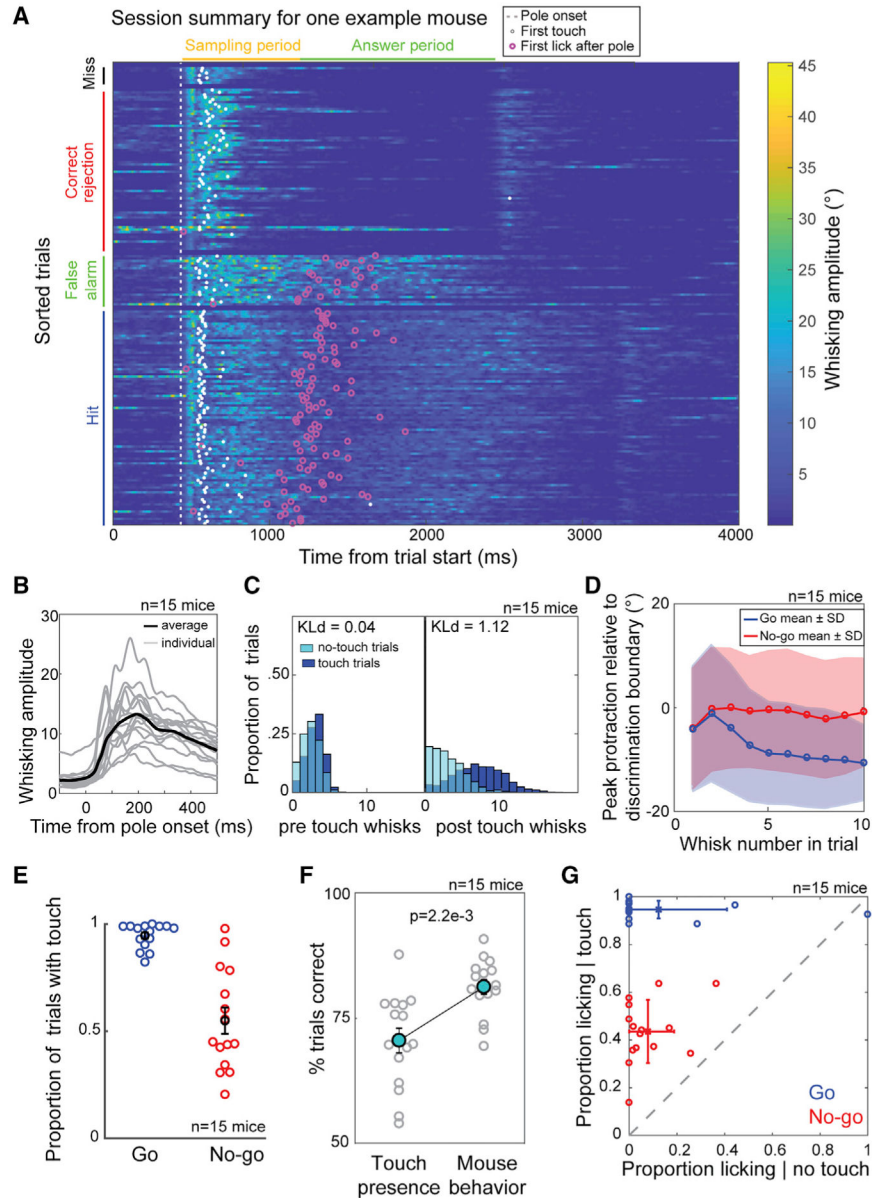 A
Session summary for one example mouse
Pole onset
First touch
First lick after pole
Sampling period
Answer period
Miss
Correct rejection
False alarm
Hit
Sorted trials
0
1000
2000
3000
4000
Time from trial start (ms)
45
40
35
30
25
20
15
10
5
Whisking amplitude (°)
B
n=15 mice
average
individual
30
20
10
0
Whisking amplitude
0
200
400
Time from pole onset (ms)
C
n=15 mice
KLd = 0.04
KLd = 1.12
no-touch trials
touch trials
.50
.25
0
Proportion of trials
0
10
0
10
pre touch whisks
post touch whisks
D
n=15 mice
Go mean ± SD
No-go mean ± SD
20
0
-20
Peak protraction relative to
discrimination boundary (°)
0
5
10
Whisk number in trial
E
1
0.5
0
Proportion of trials with touch
n=15 mice
Go
No-go
F
n=15 mice
p=2.2e-3
100
75
50
% trials correct
Touch presence
Mouse behavior
G
n=15 mice
1
0.8
0.6
0.4
0.2
0
Proportion licking | touch
Go
No-go
0
0.2
0.4
0.6
0.8
1
Proportion licking | no touch